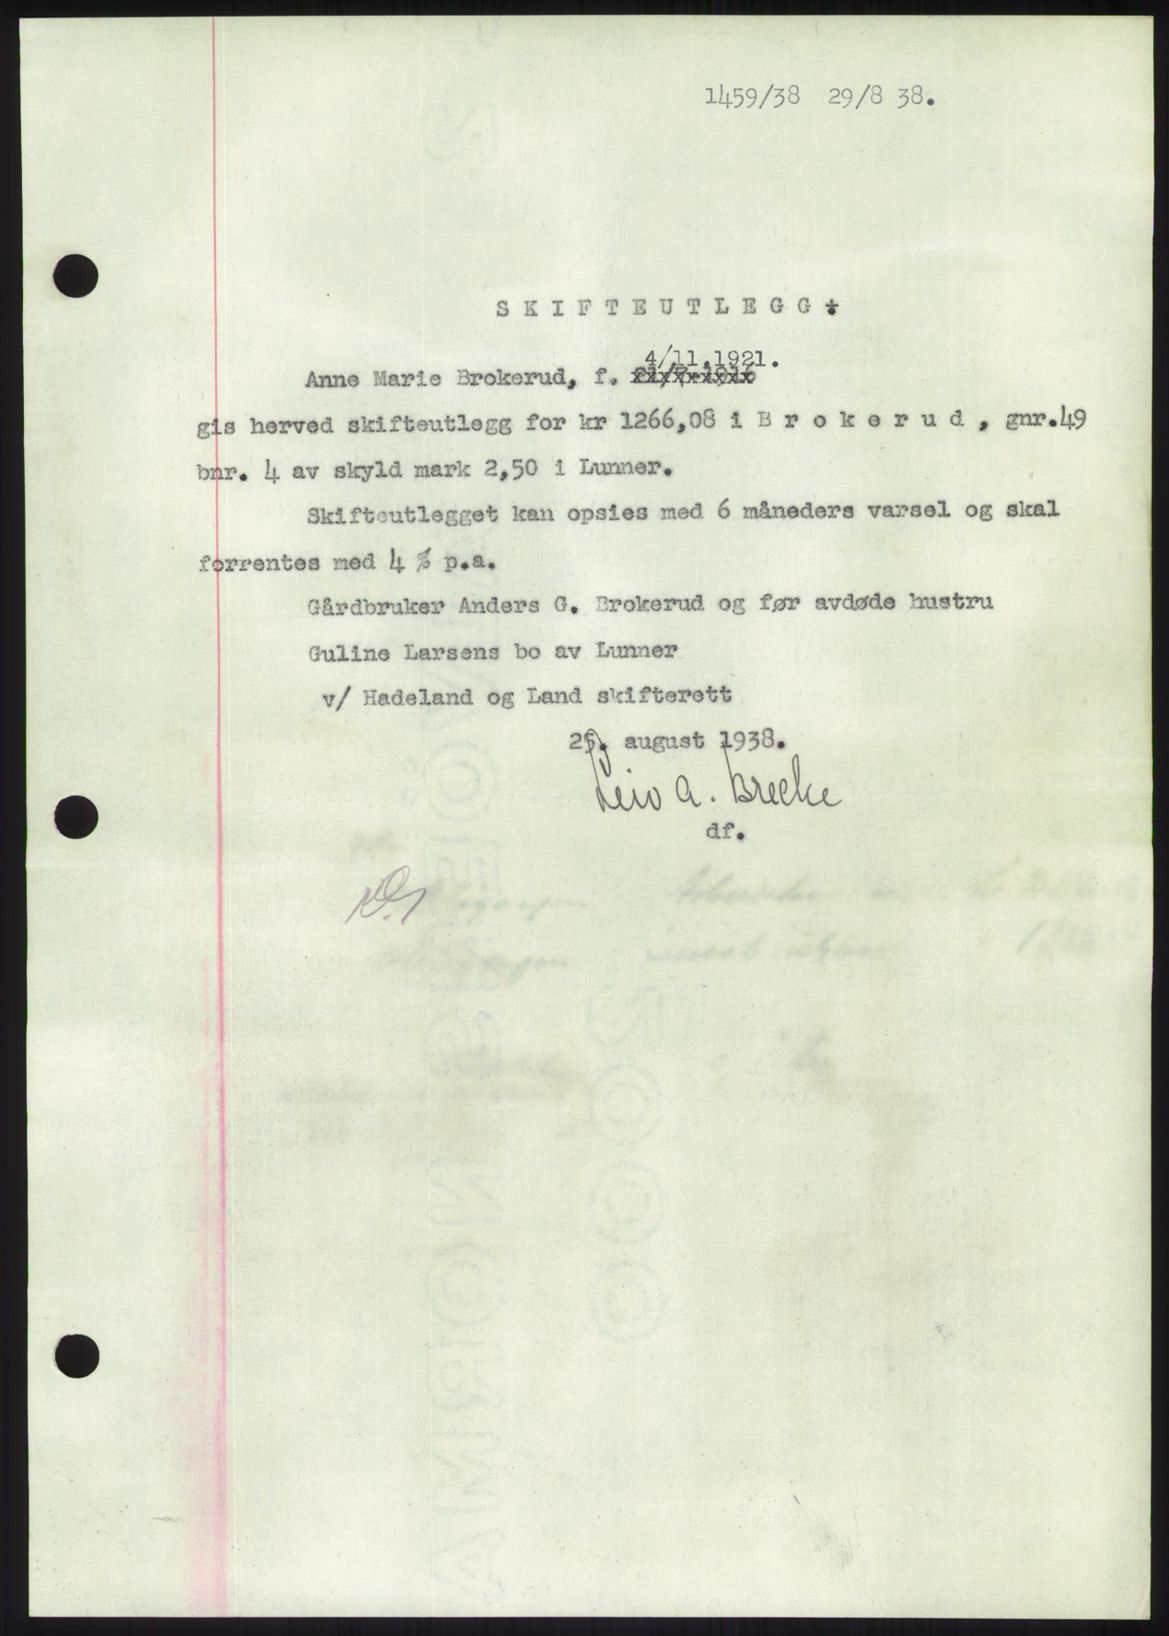 1459/38 29/8 38.
S K I F T E U T L E G G .
4/11.1921.
Anne Marie Brokerud, f.
gis herved skifteutlegg for kr 1266,08 i B r o k e r u d , gnr.49
bnr. 4 av skyld mark 2,50 i Lunner.
Skifteutlegget kan opsies med 6 måneders varsel og skal
forrentes med 4 % p.a.
Gårdbruker Anders G. Brokerud og før avdøde hustru
Guline Larsens bo av Lunner
v/ Hadeland og Land skifterett
25. august 1938.
Leiv A. Brecke
df.